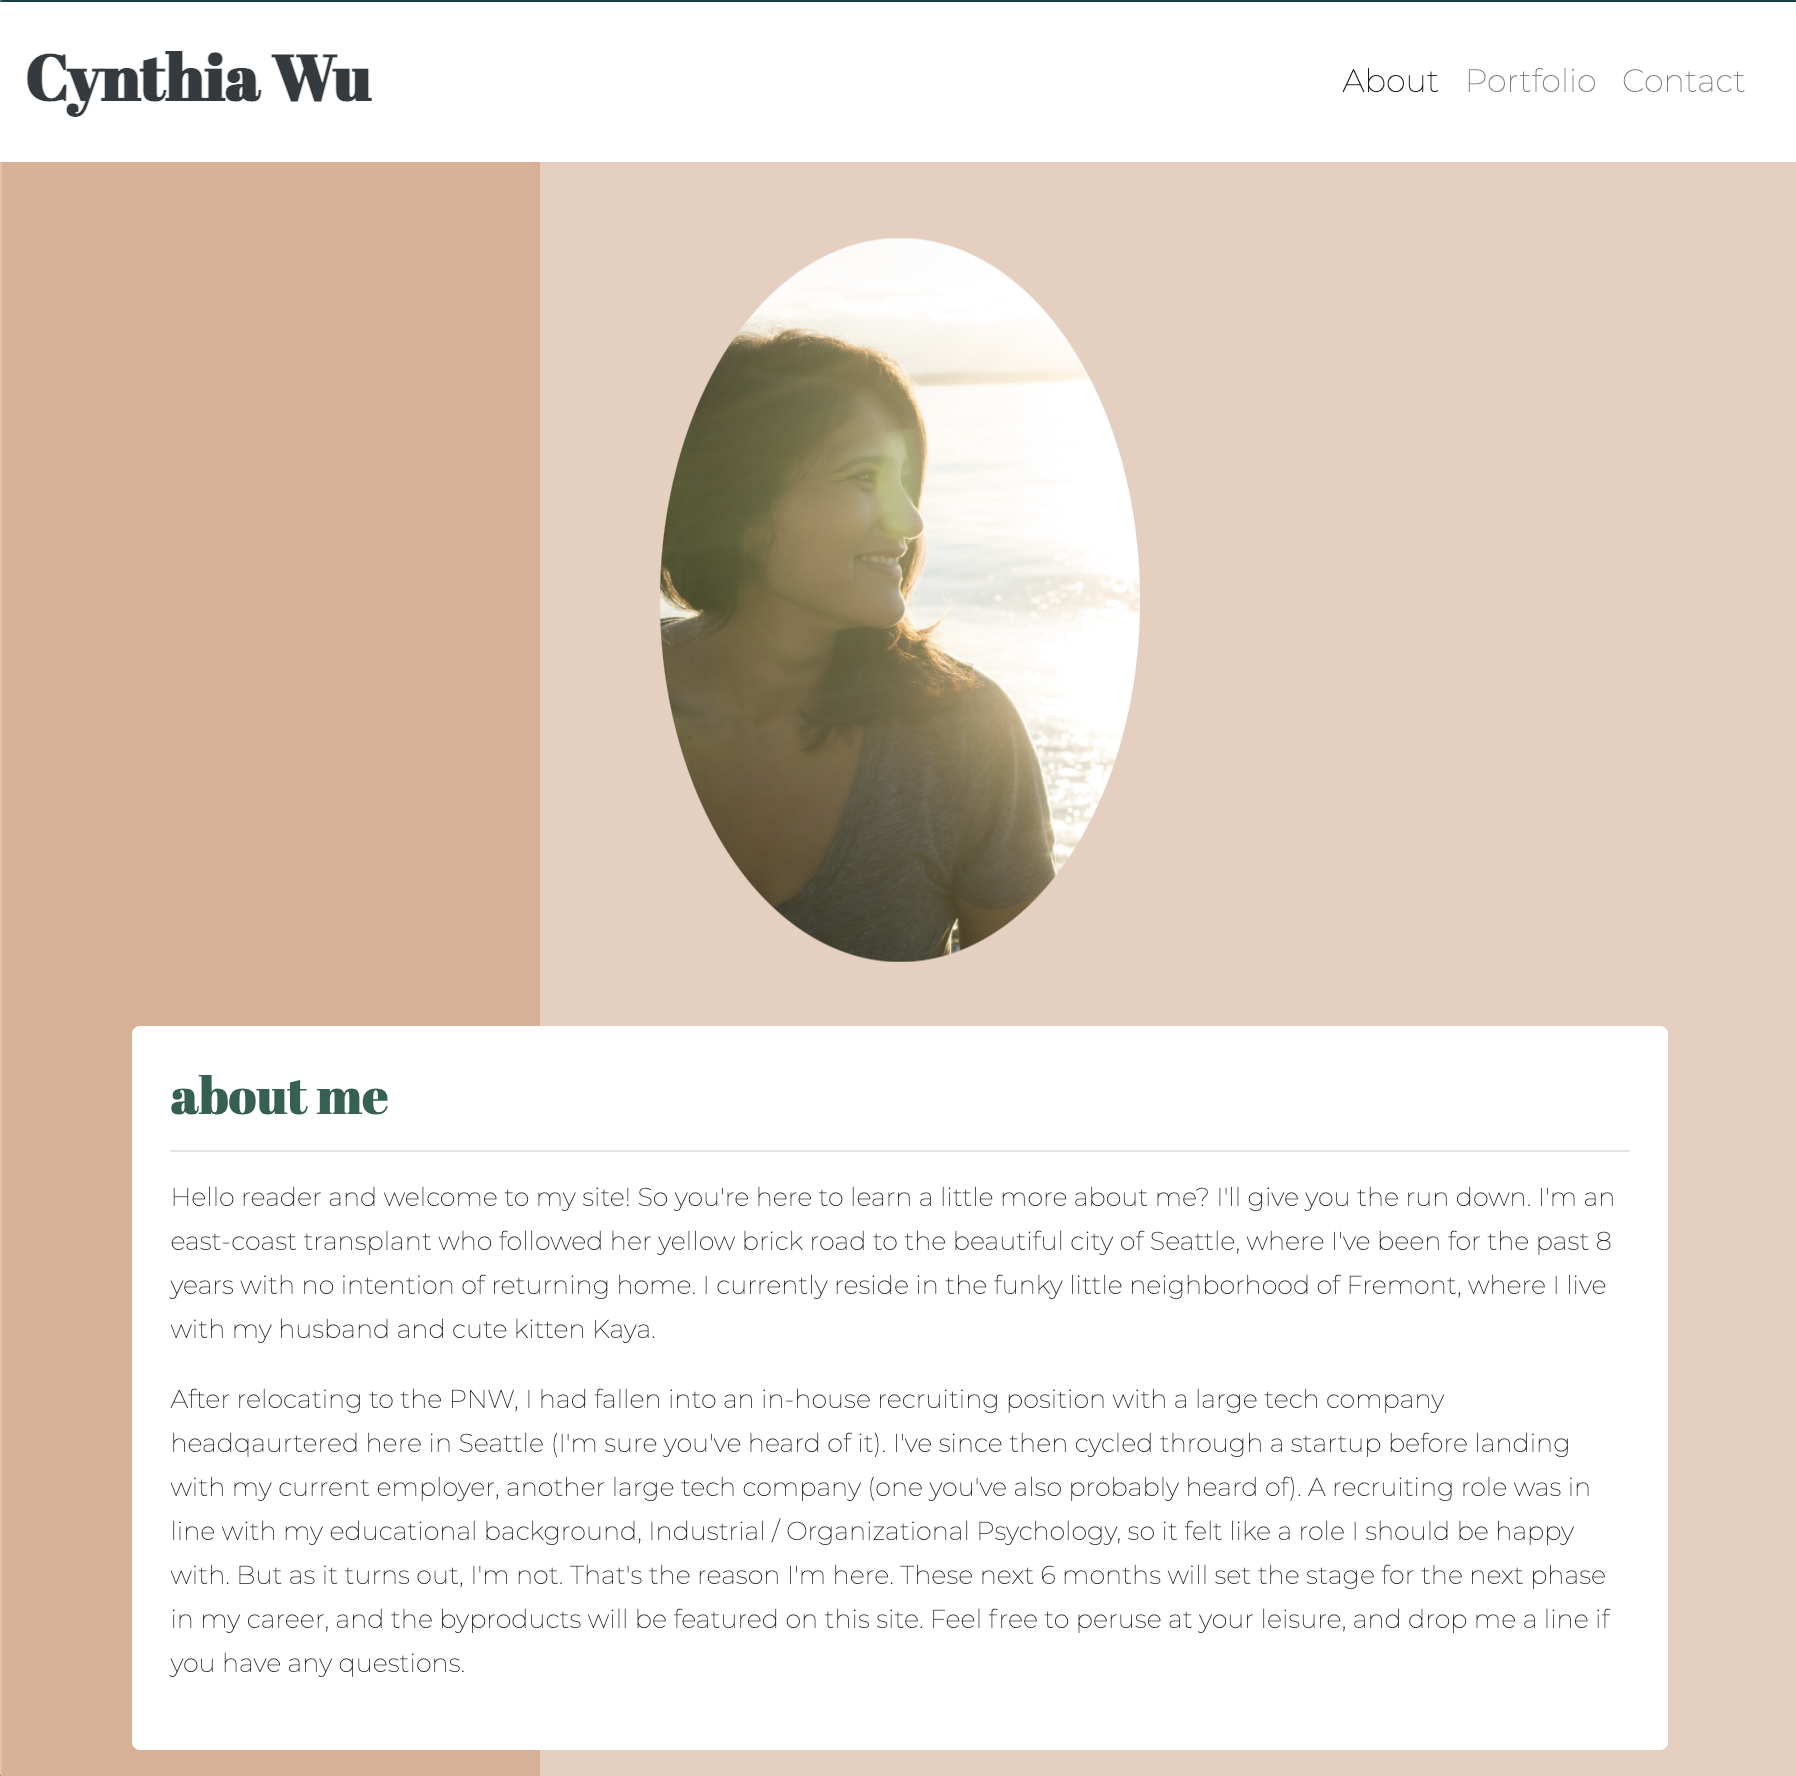 Cynthia Wu
About Portfolio Contact
about me
Hello reader and welcome to my site! So you're here to learn a little more about me? I'll give you the run down. I'm an
east-coast transplant who followed her yellow brick road to the beautiful city of Seattle, where I've been for the past 8
years with no intention of returning home. I currently reside in the funky little neighborhood of Fremont, where I live
with my husband and cute kitten Kaya.
After relocating to the PNW, I had fallen into an in-house recruiting position with a large tech company
headqaurtered here in Seattle (I'm sure you've heard of it). I've since then cycled through a startup before landing
with my current employer, another large tech company (one you've also probably heard of). A recruiting role was in
line with my educational background, Industrial / Organizational Psychology, so it felt like a role I should be happy
with. But as it turns out, I'm not. That's the reason I'm here. These next 6 months will set the stage for the next phase
in my career, and the byproducts will be featured on this site. Feel free to peruse at your leisure, and drop me a line if
you have any questions.